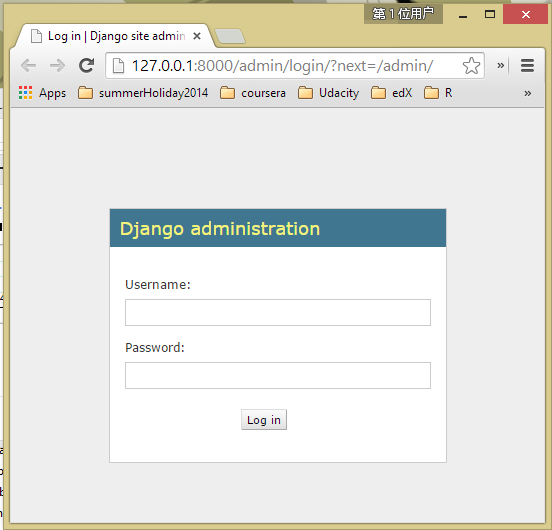 第 1 位用户
Log in | Django site admin
127.0.0.1:8000/admin/login/?next=/admin/
Apps summerHoliday2014 coursera Udacity edX R
Django administration
Username:
Password:
Log in